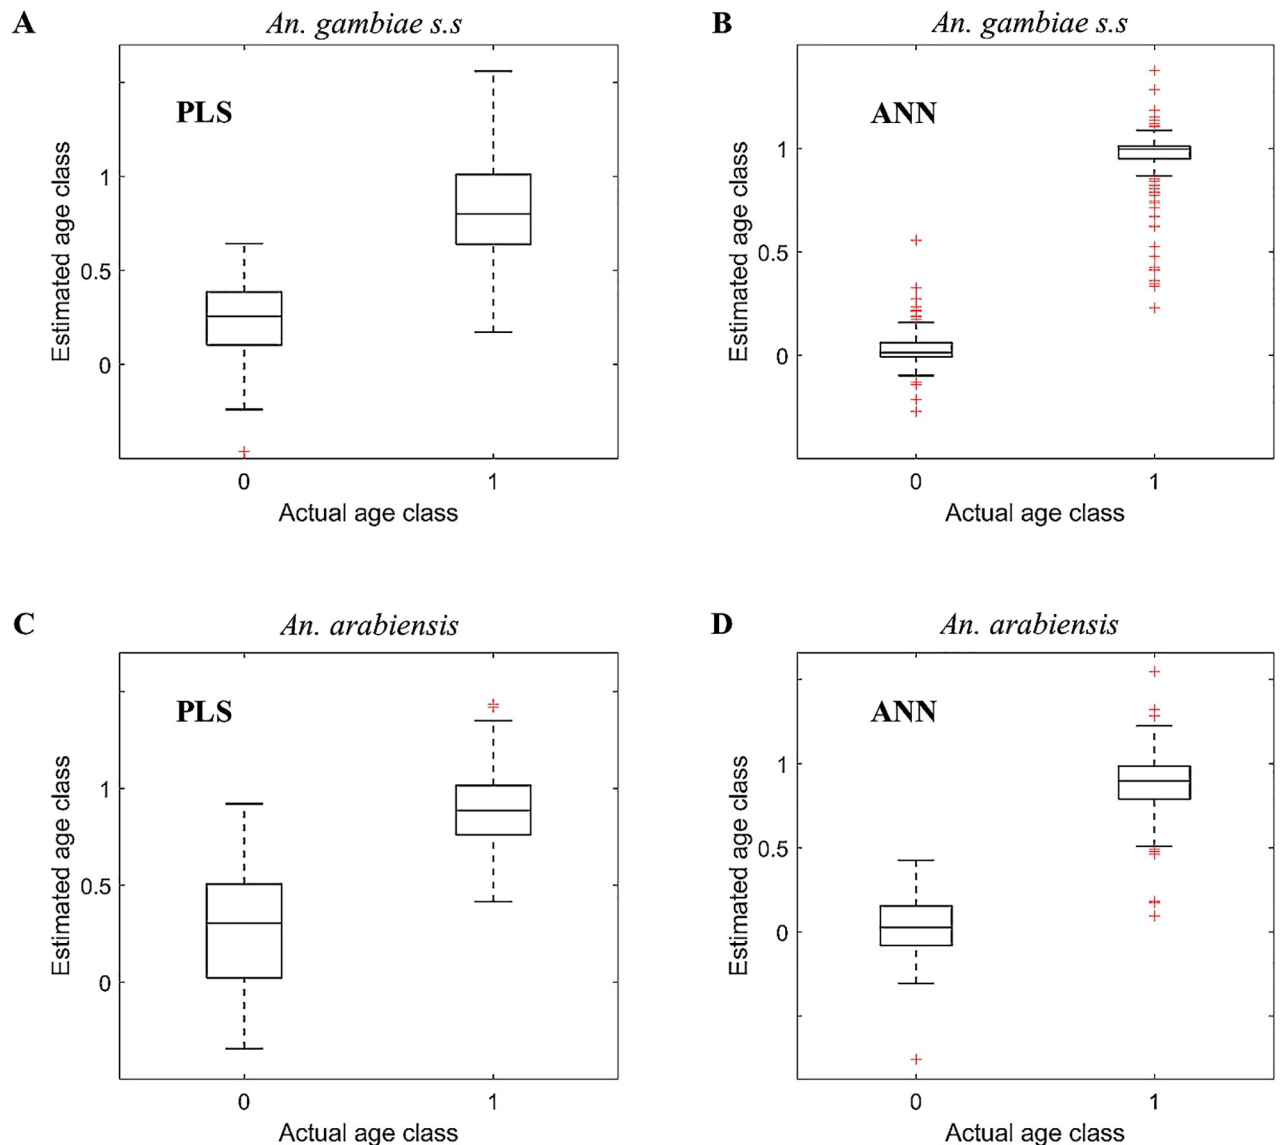 A
An. gambiae s.s
PLS
Estimated age class
1
0.5
0
0
1
Actual age class
B
An. gambiae s.s
ANN
Estimated age class
1
0.5
0
0
1
Actual age class
C
An. arabiensis
PLS
Estimated age class
1
0.5
0
0
1
Actual age class
D
An. arabiensis
ANN
Estimated age class
1
0.5
0
0
1
Actual age class